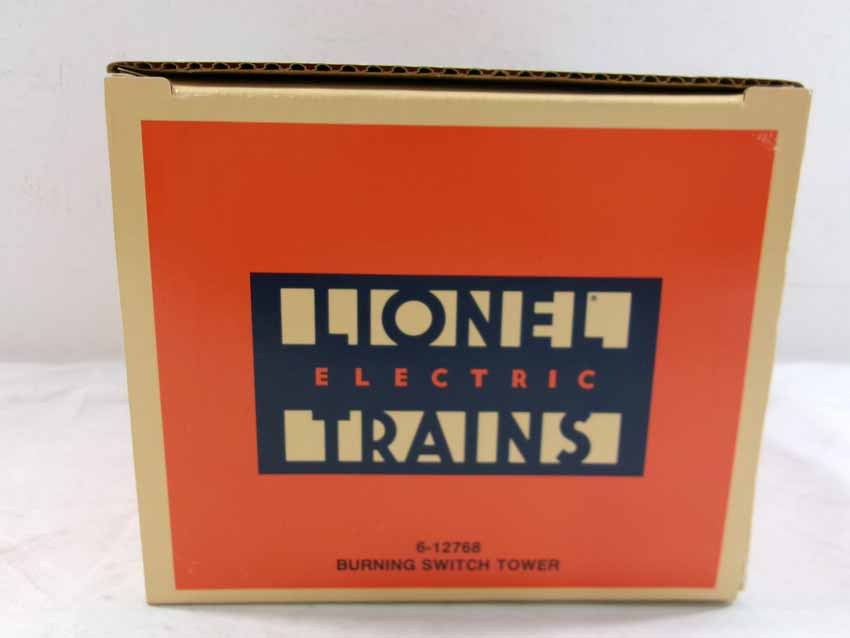 LIONEL®
ELECTRIC
TRAINS
6-12768
BURNING SWITCH TOWER